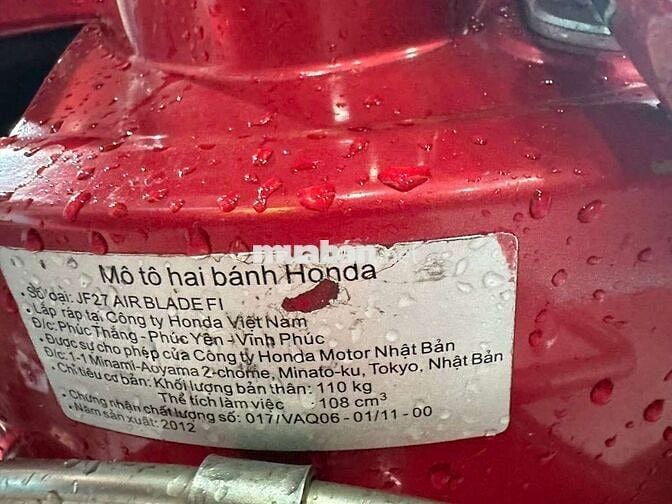 muaban
Mô tô hai bánh Honda
• Số loại: JF27 AIR BLADE FI
• Lắp ráp tại: Công ty Honda Việt Nam
Đ/c: Phúc Thắng - Phúc Yên - Vĩnh Phúc
• Được sự cho phép của Công ty Honda Motor Nhật Bản
Đ/c: 1-1 Minami-Aoyama 2-chome, Minato-ku, Tokyo, Nhật Bản
• Chỉ tiêu cơ bản: Khối lượng bản thân: 110 kg
Thể tích làm việc : 108 cm³
• Chứng nhận chất lượng số: 017/VAQ06 - 01/11 - 00
• Năm sản xuất: 2012